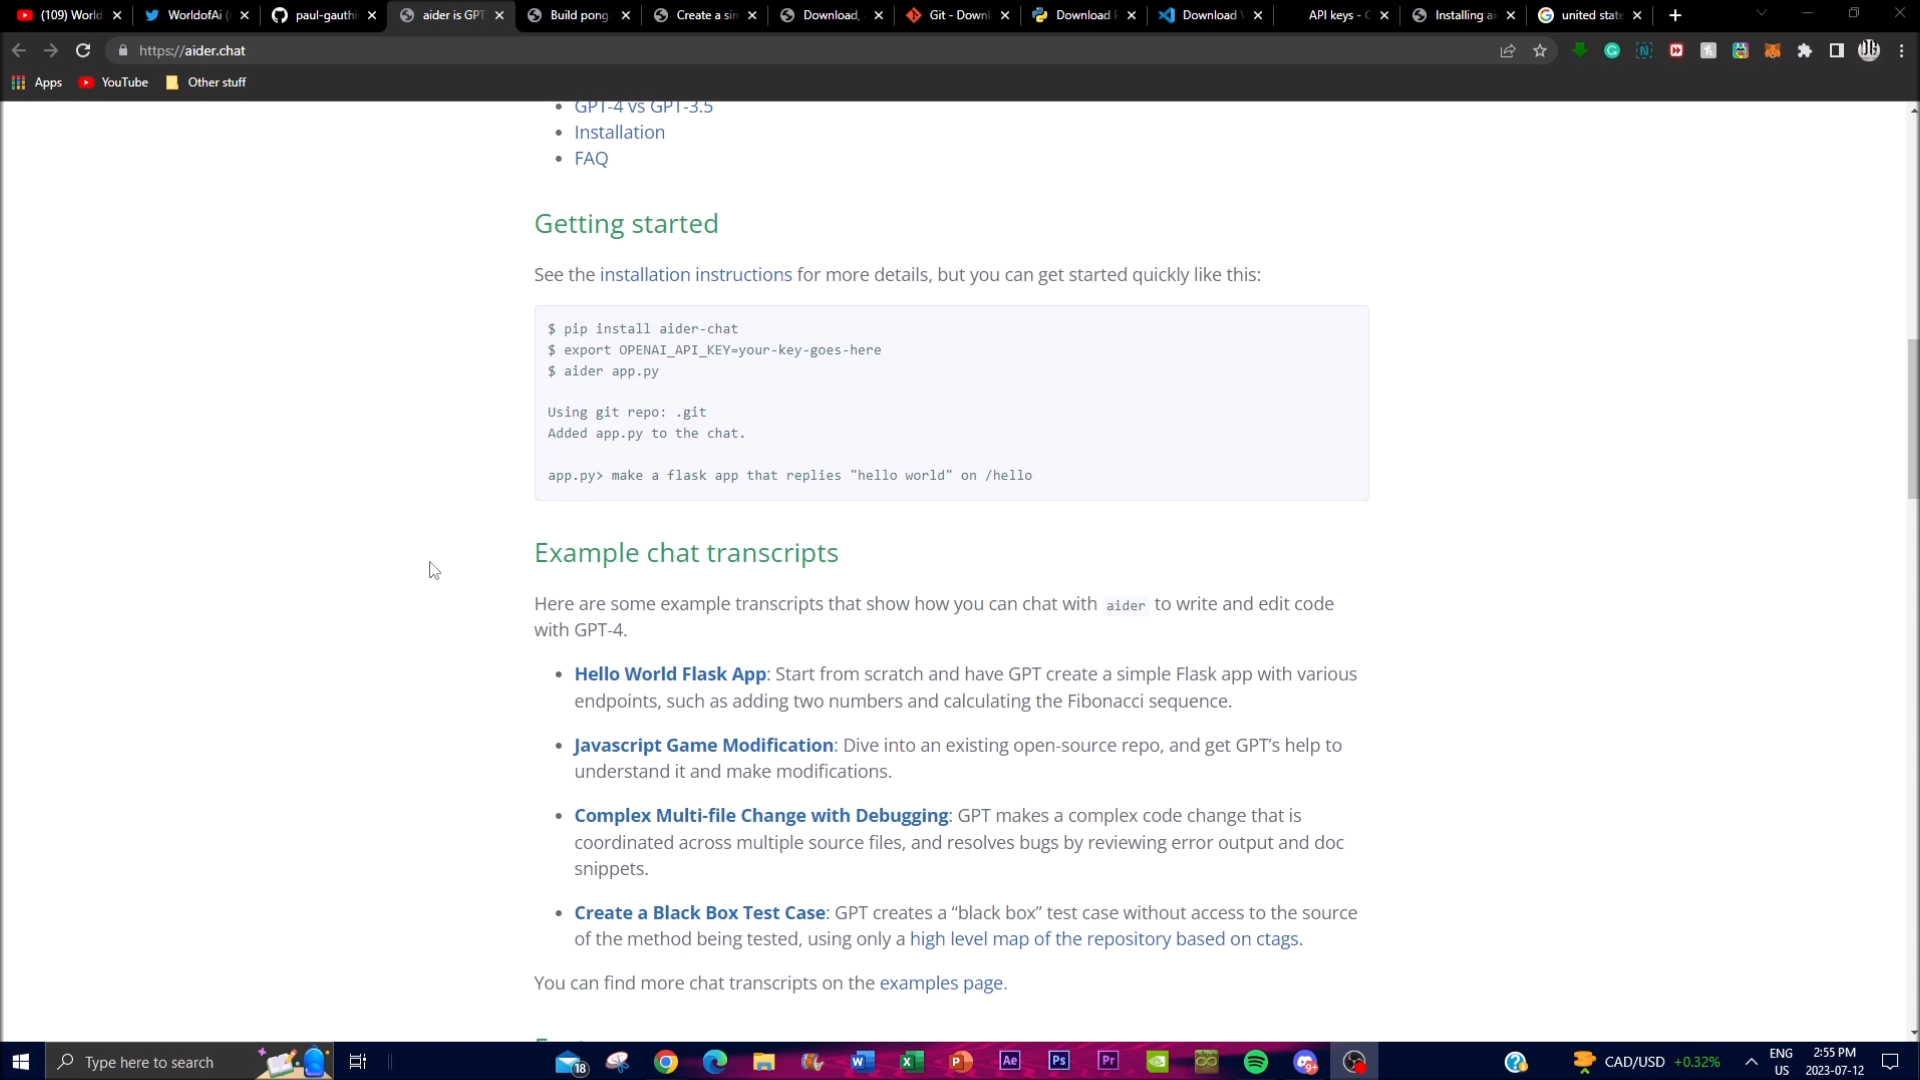 (109) World
WorldofAi (
paul-gauthi
aider is GPT
Build pong
Create a sim
Download,
Git - Downl
Download P
Download V
API keys - O
Installing ai
united state
https://aider.chat
Apps
YouTube
Other stuff
GPT-4 vs GPT-3.5
Installation
FAQ
Getting started
See the installation instructions for more details, but you can get started quickly like this:
$ pip install aider-chat
$ export OPENAI_API_KEY=your-key-goes-here
$ aider app.py
Using git repo: .git
Added app.py to the chat.
app.py> make a flask app that replies "hello world" on /hello
Example chat transcripts
Here are some example transcripts that show how you can chat with aider to write and edit code
with GPT-4.
Hello World Flask App: Start from scratch and have GPT create a simple Flask app with various
endpoints, such as adding two numbers and calculating the Fibonacci sequence.
Javascript Game Modification: Dive into an existing open-source repo, and get GPT’s help to
understand it and make modifications.
Complex Multi-file Change with Debugging: GPT makes a complex code change that is
coordinated across multiple source files, and resolves bugs by reviewing error output and doc
snippets.
Create a Black Box Test Case: GPT creates a “black box” test case without access to the source
of the method being tested, using only a high level map of the repository based on ctags.
You can find more chat transcripts on the examples page.
Type here to search
18
Ae
Ps
Pr
9+
CAD/USD +0.32%
ENG
US
2:55 PM
2023-07-12